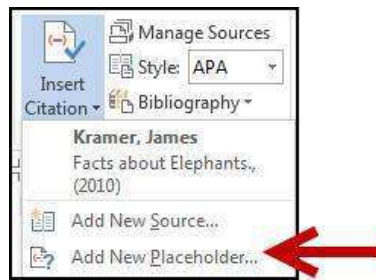 Manage Sources
Style: APA
Insert
Citation
Bibliography
Kramer, James
Facts about Elephants.,
(2010)
Add New Source...
Add New Placeholder...